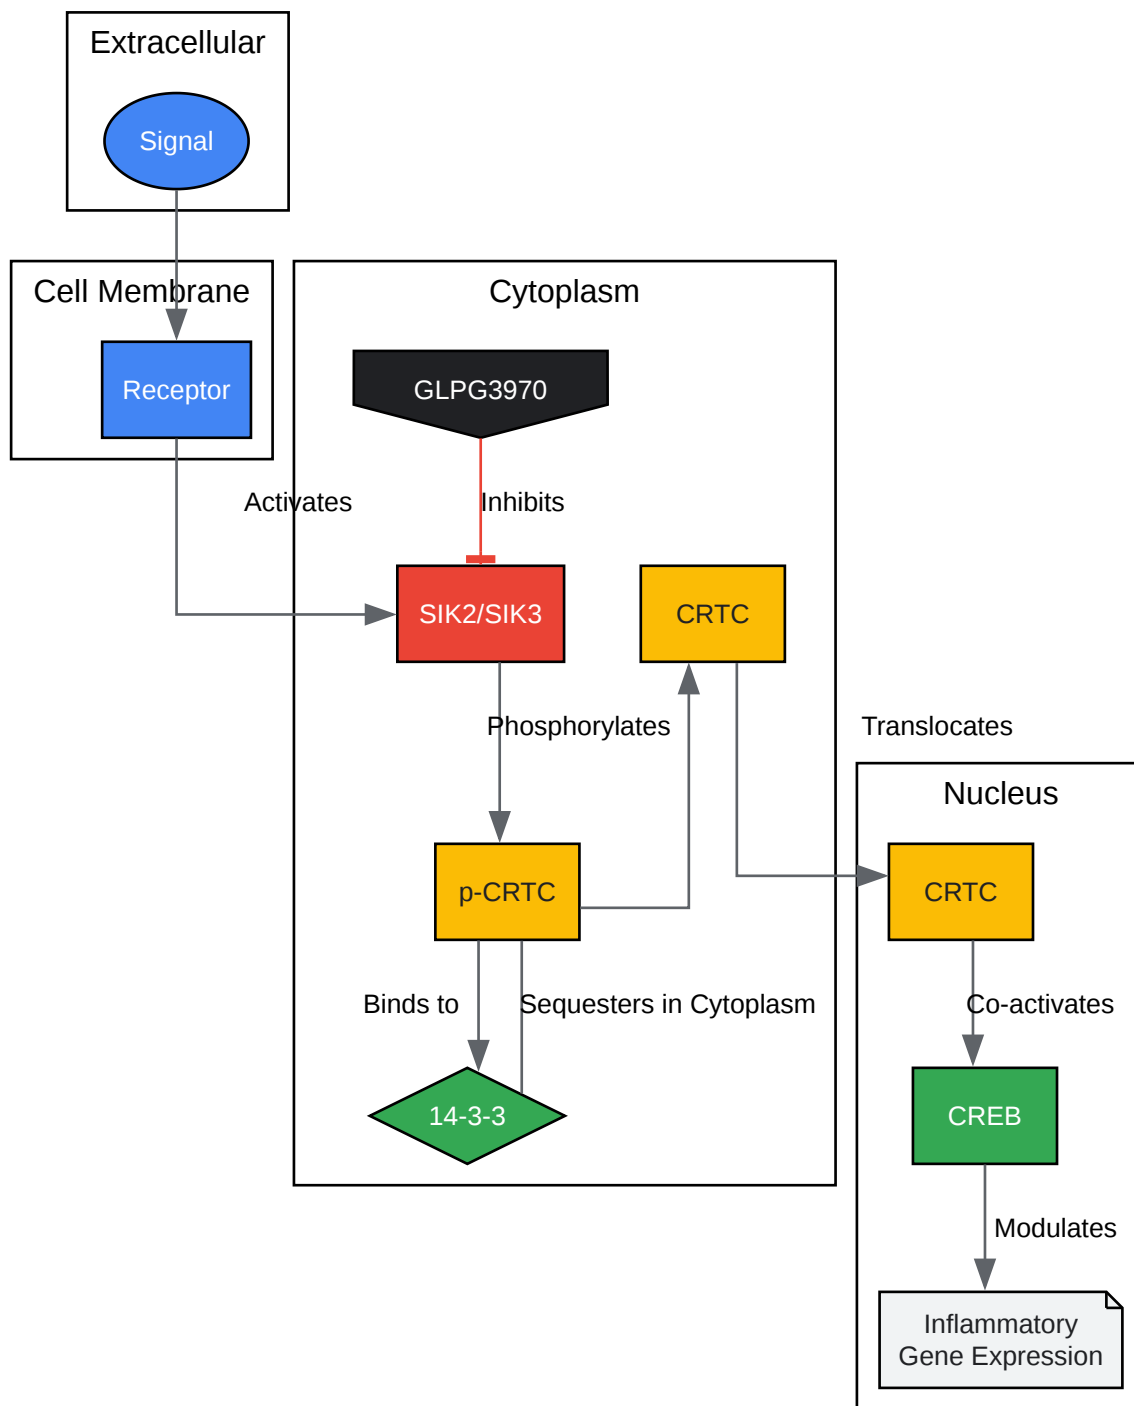 Extracellular
Signal
Cell Membrane
Receptor
Cytoplasm
GLPG3970
Activates
Inhibits
SIK2/SIK3
CRTC
Phosphorylates
Translocates
Nucleus
p-CRTC
CRTC
Binds to
Sequesters in Cytoplasm
Co-activates
14-3-3
CREB
Modulates
Inflammatory
Gene Expression